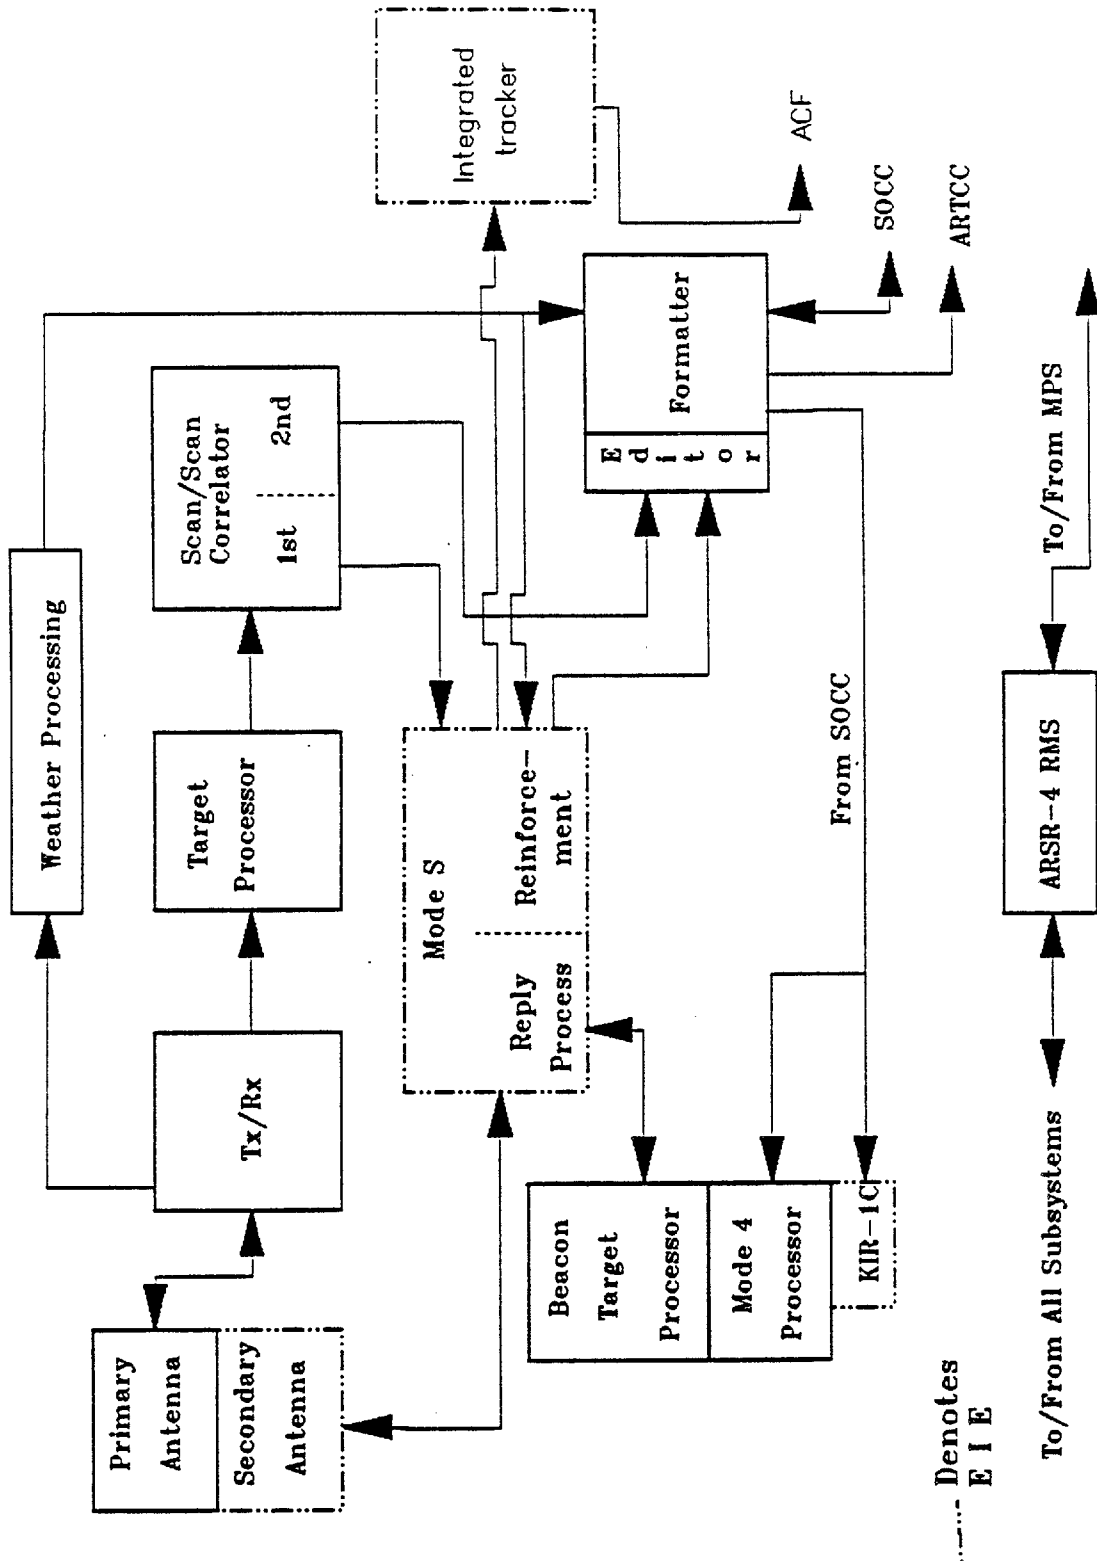 Weather Processing
Primary
Antenna
Secondary
Antenna
Tx/Rx
Target
Processor
Scan/Scan
Correlator
1st
2nd
Integrated
tracker
Mode S
Reply
Process
Reinforce-
ment
Editor
Formatter
ACF
SOCC
ARTCC
Beacon
Target
Processor
Mode 4
Processor
KIR-1C
From SOCC
Denotes
E I E
To/From All Subsystems
ARSR-4 RMS
To/From MPS